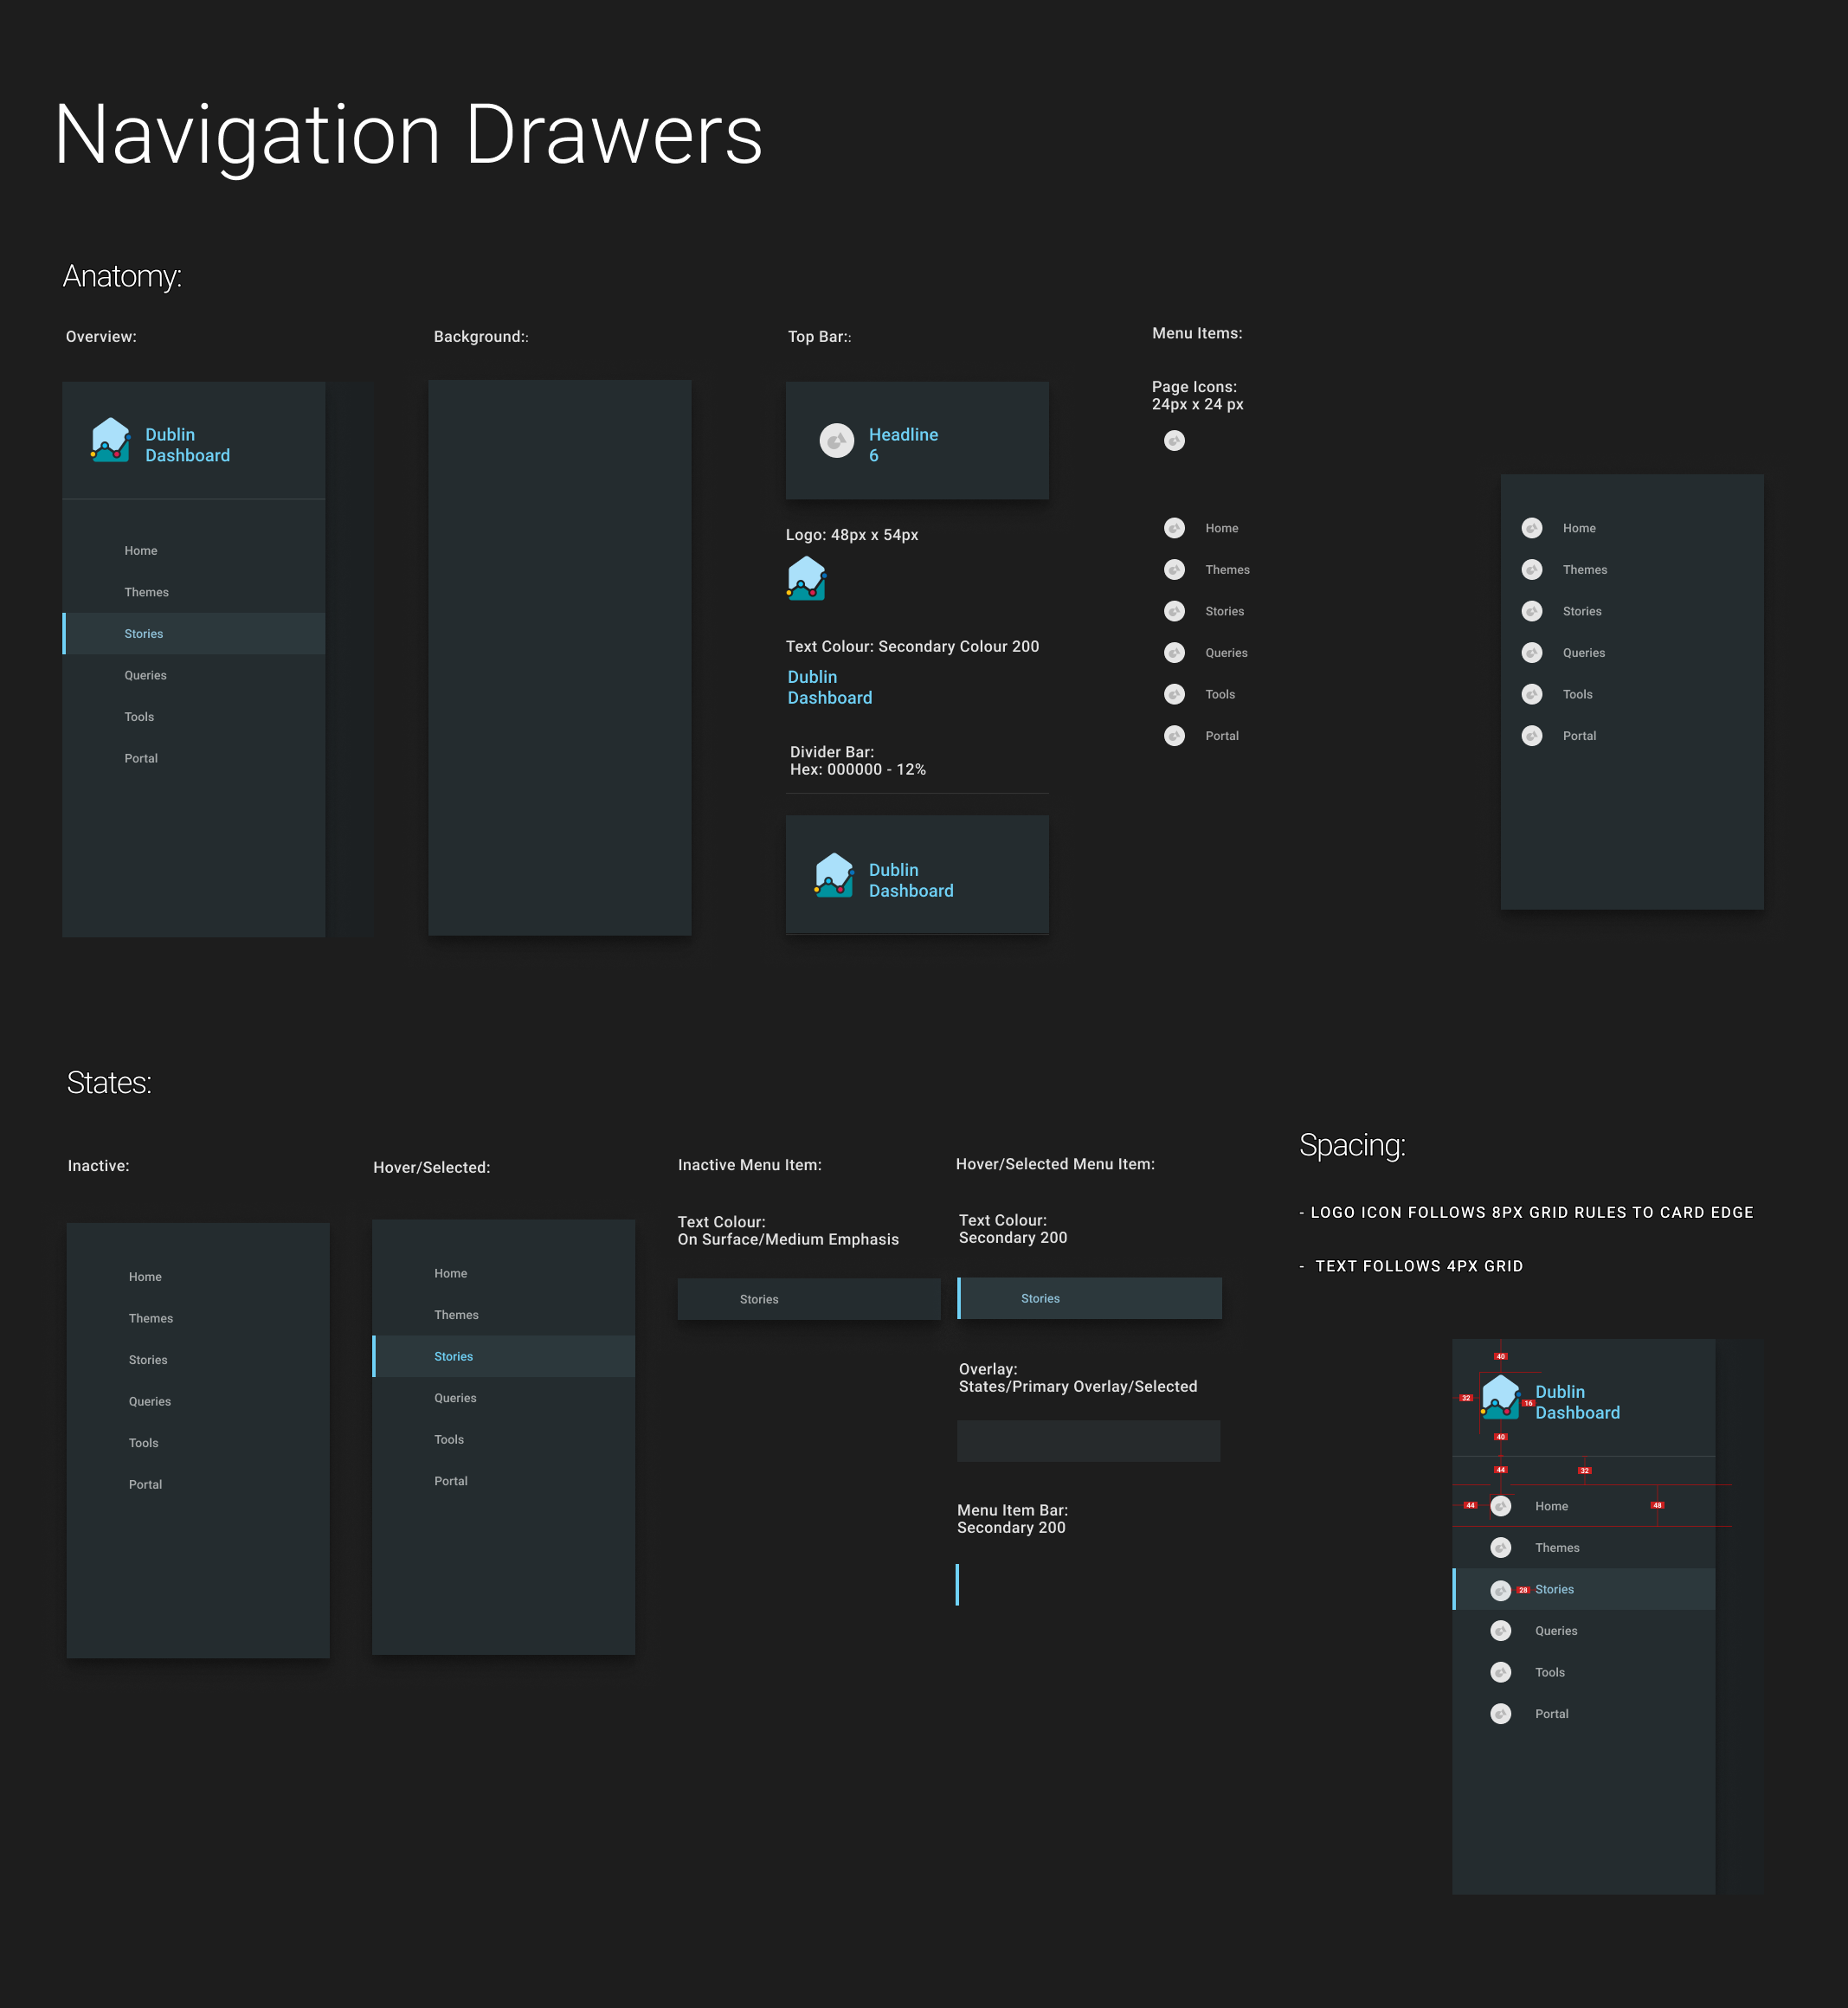 Navigation Drawers
Anatomy:
Overview:
Dublin
Dashboard
Home
Themes
Stories
Queries
Tools
Portal
Background::
Top Bar::
Headline
6
Logo: 48px x 54px
Text Colour: Secondary Colour 200
Dublin
Dashboard
Divider Bar:
Hex: 000000 - 12%
Dublin
Dashboard
Menu Items:
Page Icons:
24px x 24 px
Home
Themes
Stories
Queries
Tools
Portal
Home
Themes
Stories
Queries
Tools
Portal
States:
Inactive:
Home
Themes
Stories
Queries
Tools
Portal
Hover/Selected:
Home
Themes
Stories
Queries
Tools
Portal
Inactive Menu Item:
Text Colour:
On Surface/Medium Emphasis
Stories
Hover/Selected Menu Item:
Text Colour:
Secondary 200
Stories
Overlay:
States/Primary Overlay/Selected
Menu Item Bar:
Secondary 200
Spacing:
- LOGO ICON FOLLOWS 8PX GRID RULES TO CARD EDGE
- TEXT FOLLOWS 4PX GRID
40
32
16
Dublin
Dashboard
40
44
32
44
Home
48
Themes
28
Stories
Queries
Tools
Portal